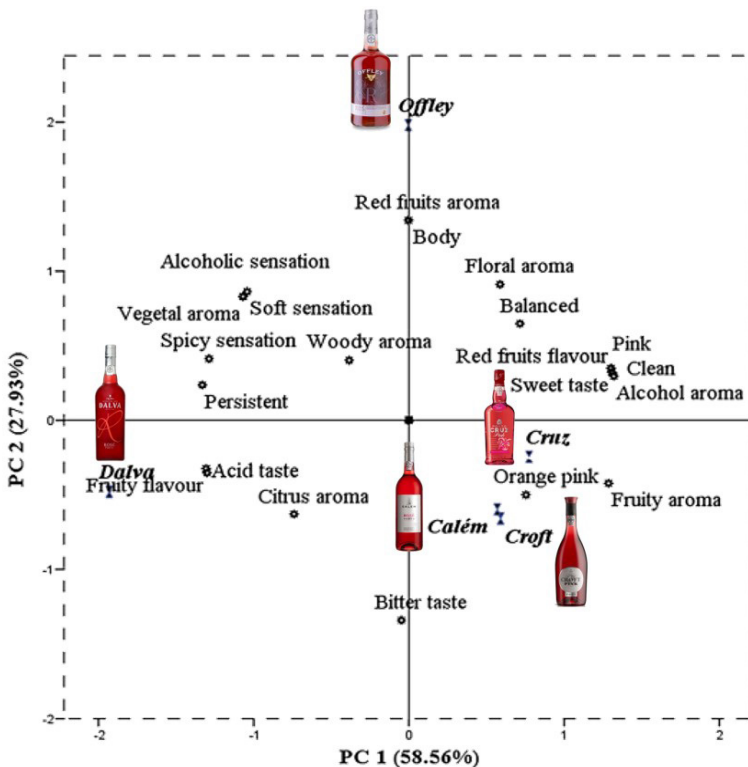 Offley
2
Red fruits aroma
Body
Alcoholic sensation
Floral aroma
1
Vegetal aroma
Soft sensation
Balanced
Spicy sensation
Woody aroma
Pink
Red fruits flavour
Clean
Sweet taste
Alcohol aroma
Persistent
DALVA
0
Cruz
Dalva
Acid taste
Orange pink
Fruity flavour
Citrus aroma
Fruity aroma
Calém
Croft
-1
Bitter taste
-2
-2 -1 0 1 2
PC 1 (58.56%)
PC 2 (27.93%)
OFFLEY
R
CRUZ